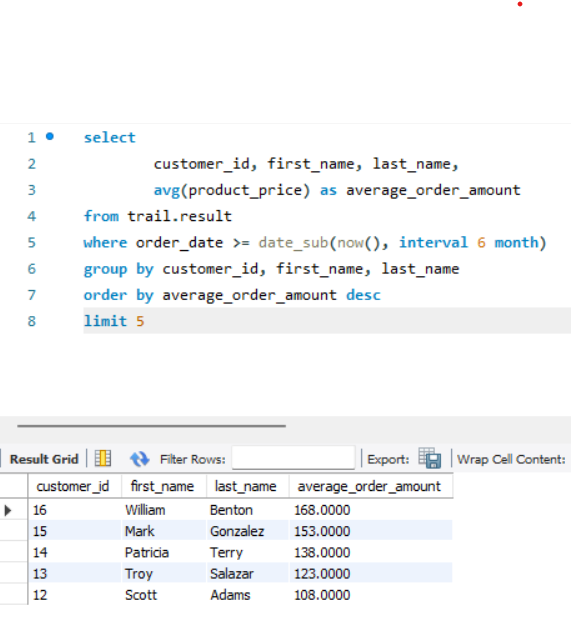 1 select
2 customer_id, first_name, last_name,
3 avg(product_price) as average_order_amount
4 from trail.result
5 where order_date >= date_sub(now(), interval 6 month)
6 group by customer_id, first_name, last_name
7 order by average_order_amount desc
8 limit 5
Result Grid Filter Rows: Export: Wrap Cell Content:
customer_id first_name last_name average_order_amount
16 William Benton 168.0000
15 Mark Gonzalez 153.0000
14 Patricia Terry 138.0000
13 Troy Salazar 123.0000
12 Scott Adams 108.0000